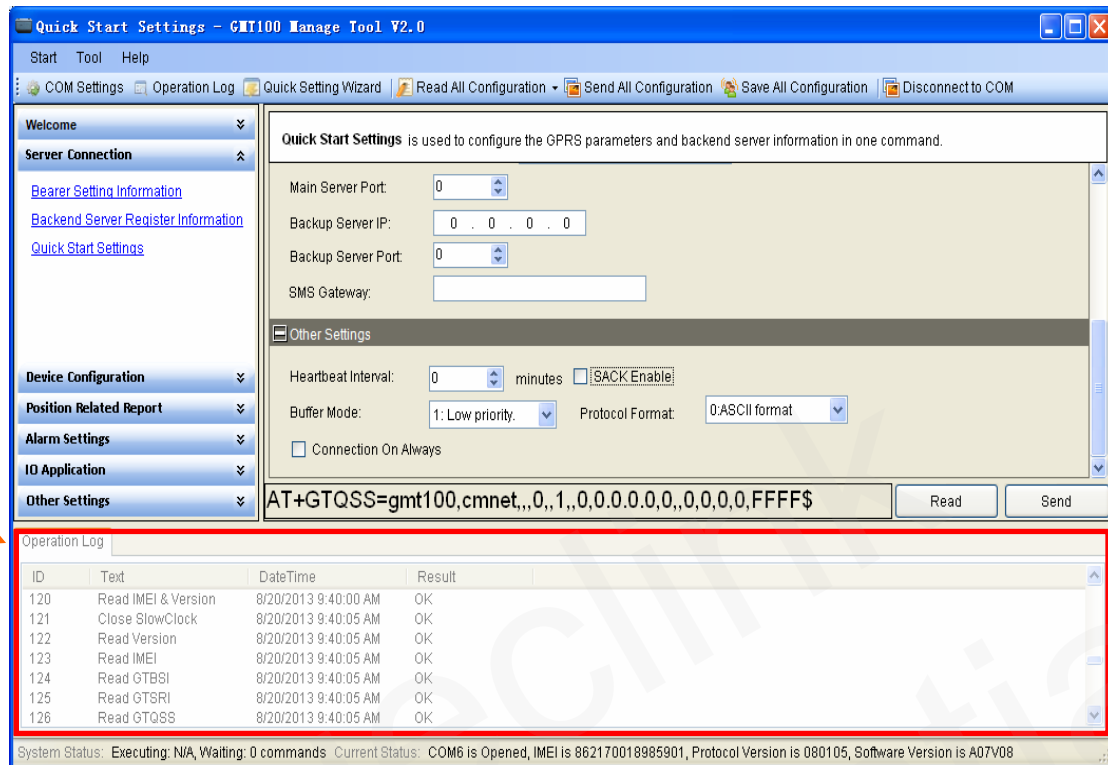 Quick Start Settings - GMT100 Manage Tool V2.0
Start Tool Help
COM Settings Operation Log Quick Setting Wizard Read All Configuration Send All Configuration Save All Configuration Disconnect to COM
Welcome
Server Connection
Bearer Setting Information
Backend Server Register Information
Quick Start Settings
Device Configuration
Position Related Report
Alarm Settings
IO Application
Other Settings
Quick Start Settings is used to configure the GPRS parameters and backend server information in one command.
Main Server Port: 0
Backup Server IP: 0 . 0 . 0 . 0
Backup Server Port: 0
SMS Gateway:
Other Settings
Heartbeat Interval: 0 minutes SACK Enable
Buffer Mode: 1: Low priority. Protocol Format: 0:ASCII format
Connection On Always
AT+GTQSS=gmt100,cmnet,,,0,,1,,0,0.0.0.0,0,,0,0,0,0,FFFF$ Read Send
Operation Log
ID Text DateTime Result
120 Read IMEI & Version 8/20/2013 9:40:00 AM OK
121 Close SlowClock 8/20/2013 9:40:05 AM OK
122 Read Version 8/20/2013 9:40:05 AM OK
123 Read IMEI 8/20/2013 9:40:05 AM OK
124 Read GTBSI 8/20/2013 9:40:05 AM OK
125 Read GTSRI 8/20/2013 9:40:05 AM OK
126 Read GTQSS 8/20/2013 9:40:05 AM OK
System Status: Executing: N/A, Waiting: 0 commands Current Status: COM6 is Opened, IMEI is 862170018985901, Protocol Version is 080105, Software Version is A07V08